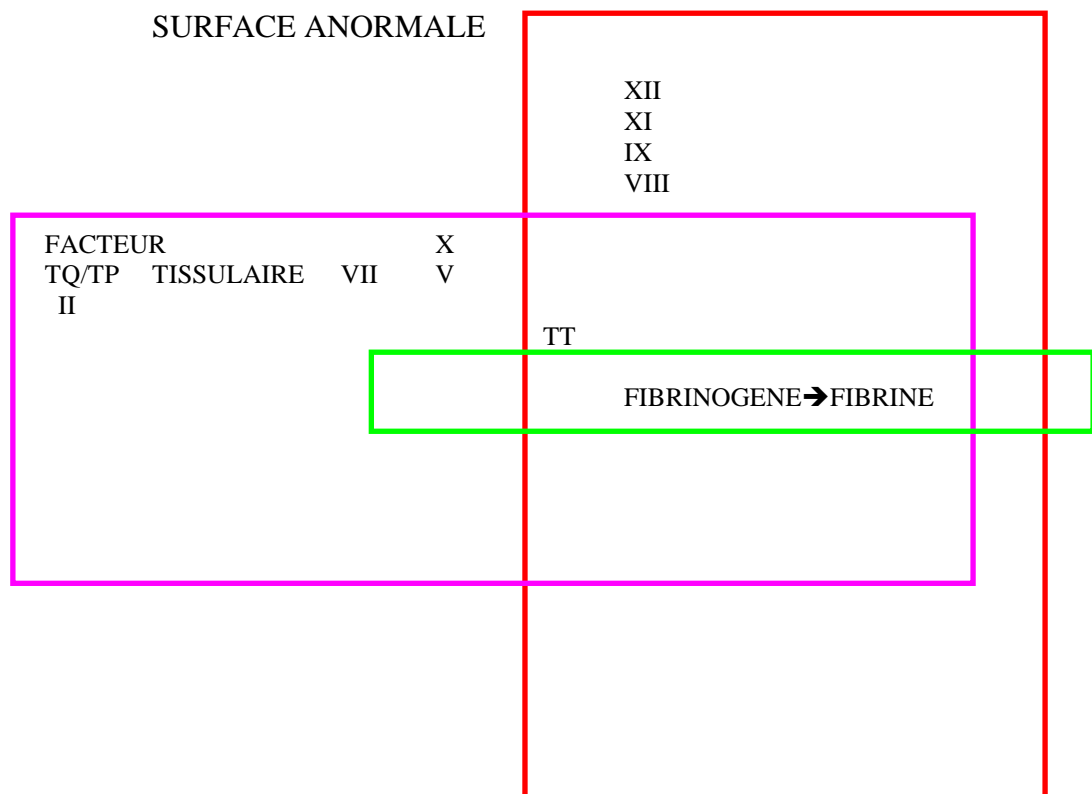 SURFACE ANORMALE
XII
XI
IX
VIII
FACTEUR X
TQ/TP TISSULAIRE VII V
II
TT
FIBRINOGENE➔FIBRINE